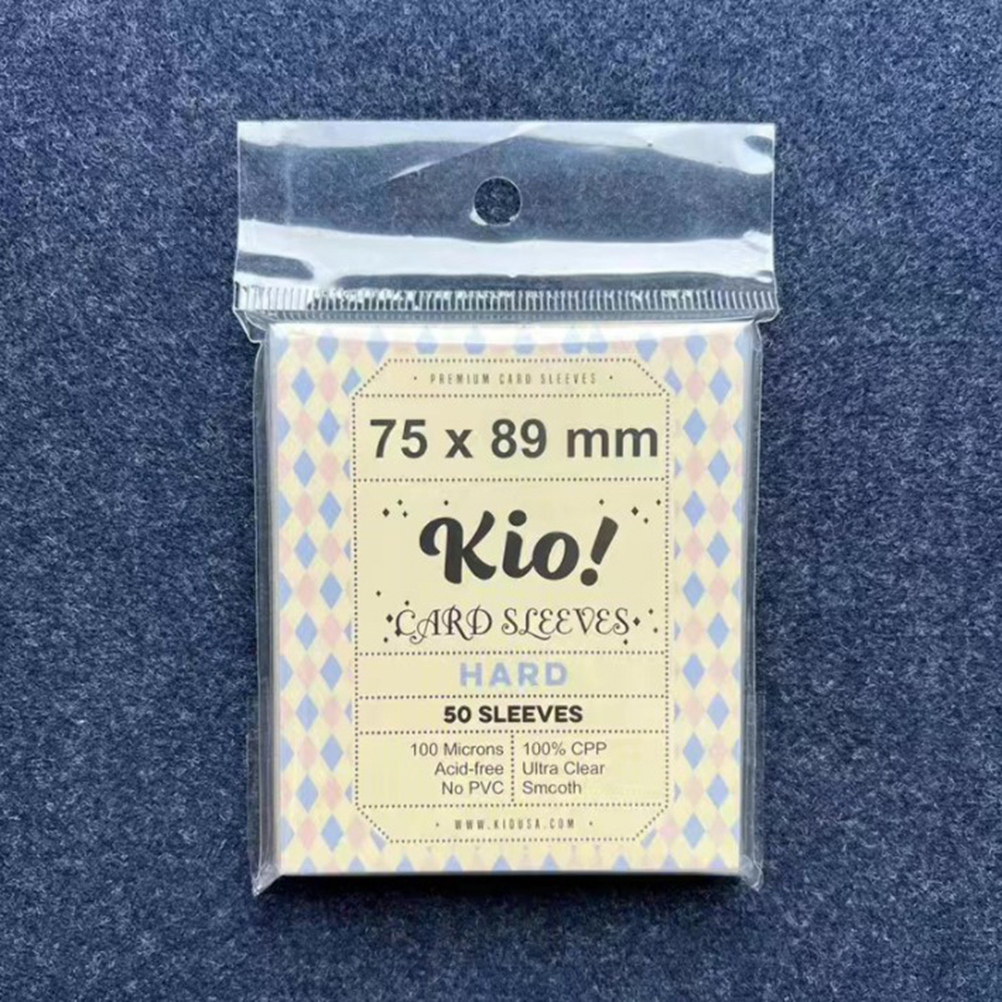 • PREMIUM CARD SLEEVES •
75 x 89 mm
Kio!
CARD SLEEVES
HARD
50 SLEEVES
100 Microns 100% CPP
Acid-free Ultra Clear
No PVC Smcoth
• WWW.KIOUSA.COM •